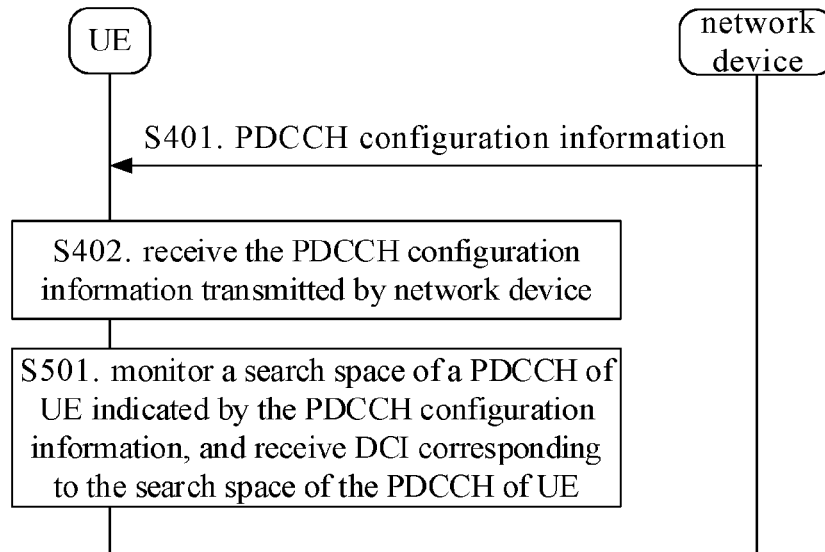 UE
network
device
S401. PDCCH configuration information
S402. receive the PDCCH configuration
information transmitted by network device
S501. monitor a search space of a PDCCH of
UE indicated by the PDCCH configuration
information, and receive DCI corresponding
to the search space of the PDCCH of UE